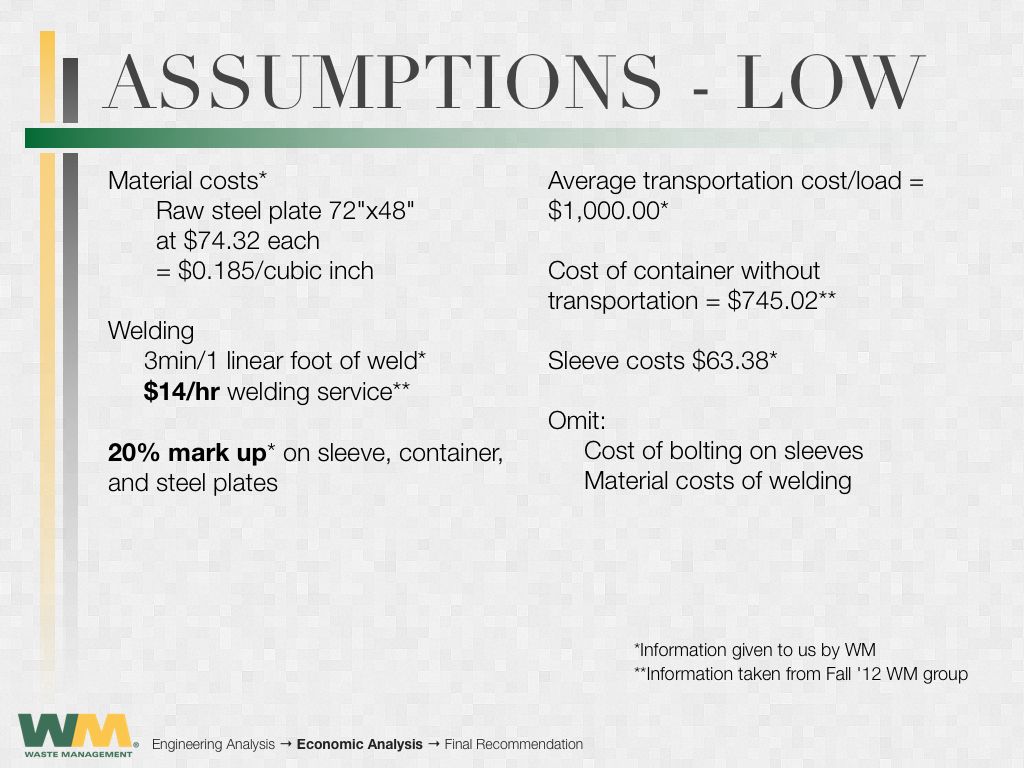 ASSUMPTIONS - LOW
Material costs*
Raw steel plate 72"x48"
at $74.32 each
= $0.185/cubic inch
Welding
3min/1 linear foot of weld*
$14/hr welding service**
20% mark up* on sleeve, container,
and steel plates
Average transportation cost/load =
$1,000.00*
Cost of container without
transportation = $745.02**
Sleeve costs $63.38*
Omit:
Cost of bolting on sleeves
Material costs of welding
*Information given to us by WM
**Information taken from Fall '12 WM group
WM®
WASTE MANAGEMENT
Engineering Analysis → Economic Analysis → Final Recommendation